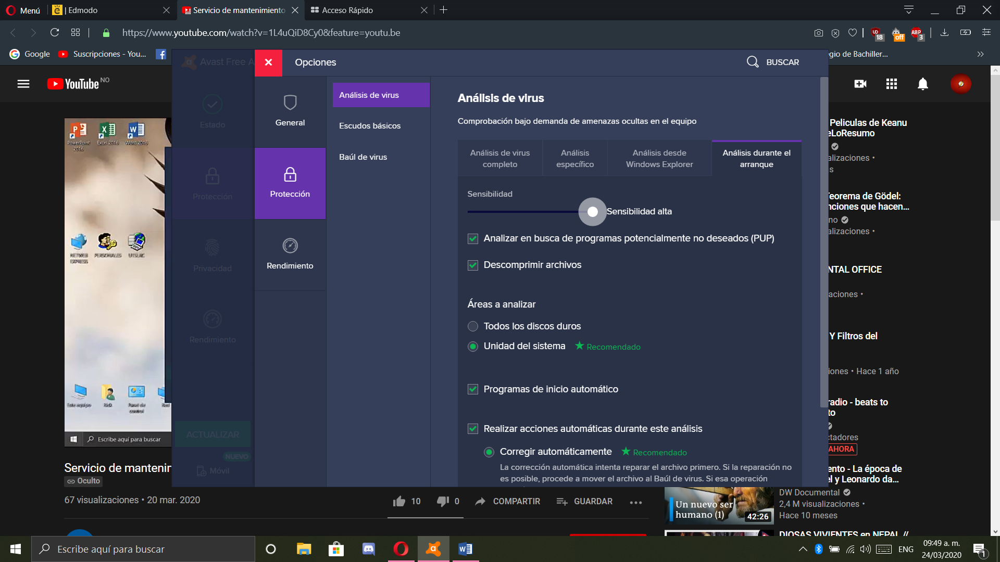 Menú
| Edmodo
Servicio de mantenimiento
Acceso Rápido
https://www.youtube.com/watch?v=1L4uQiD8Cy0&feature=youtu.be
18
off
ABP
3
Google
Suscripciones - You...
egio de Bachiller...
Avast Free A
Opciones
BUSCAR
YouTube NO
Estado
Protección
Privacidad
Rendimiento
ACTUALIZAR
NUEVO
Móvil
General
Protección
Rendimiento
Análisis de virus
Escudos básicos
Baúl de virus
Análisis de virus
Comprobación bajo demanda de amenazas ocultas en el equipo
Análisis de virus completo
Análisis específico
Análisis desde Windows Explorer
Análisis durante el arranque
Sensibilidad
Sensibilidad alta
Analizar en busca de programas potencialmente no deseados (PUP)
Descomprimir archivos
Áreas a analizar
Todos los discos duros
Unidad del sistema
Recomendado
Programas de inicio automático
Realizar acciones automáticas durante este análisis
Corregir automáticamente
Recomendado
La corrección automática intenta reparar el archivo primero. Si la reparación no
es posible, procede a mover el archivo al Baúl de virus. Si esa operación
PowerPoint 2016
Excel 2016
Word 2016
PERSONALES
Este equipo
Panel de control
Red
Escribe aquí para buscar
Servicio de mantenir
Oculto
67 visualizaciones • 20 mar. 2020
10
0
COMPARTIR
GUARDAR
Peliculas de Keanu
eLoResumo
alizaciones •
s
Teorema de Gödel:
nciones que hacen...
no
alizaciones •
NTAL OFFICE
aciones •
Y Filtros del
iones • Hace 1 año
radio - beats to
to
ctadores
AHORA
ento - La época de
el y Leonardo da...
DW Documental
2,4 M visualizaciones •
Hace 10 meses
Un nuevo ser
humano (1)
42:26
DIOSAS VIVIENTES en NEPAL //
Escribe aquí para buscar
ENG
09:49 a. m.
24/03/2020
1